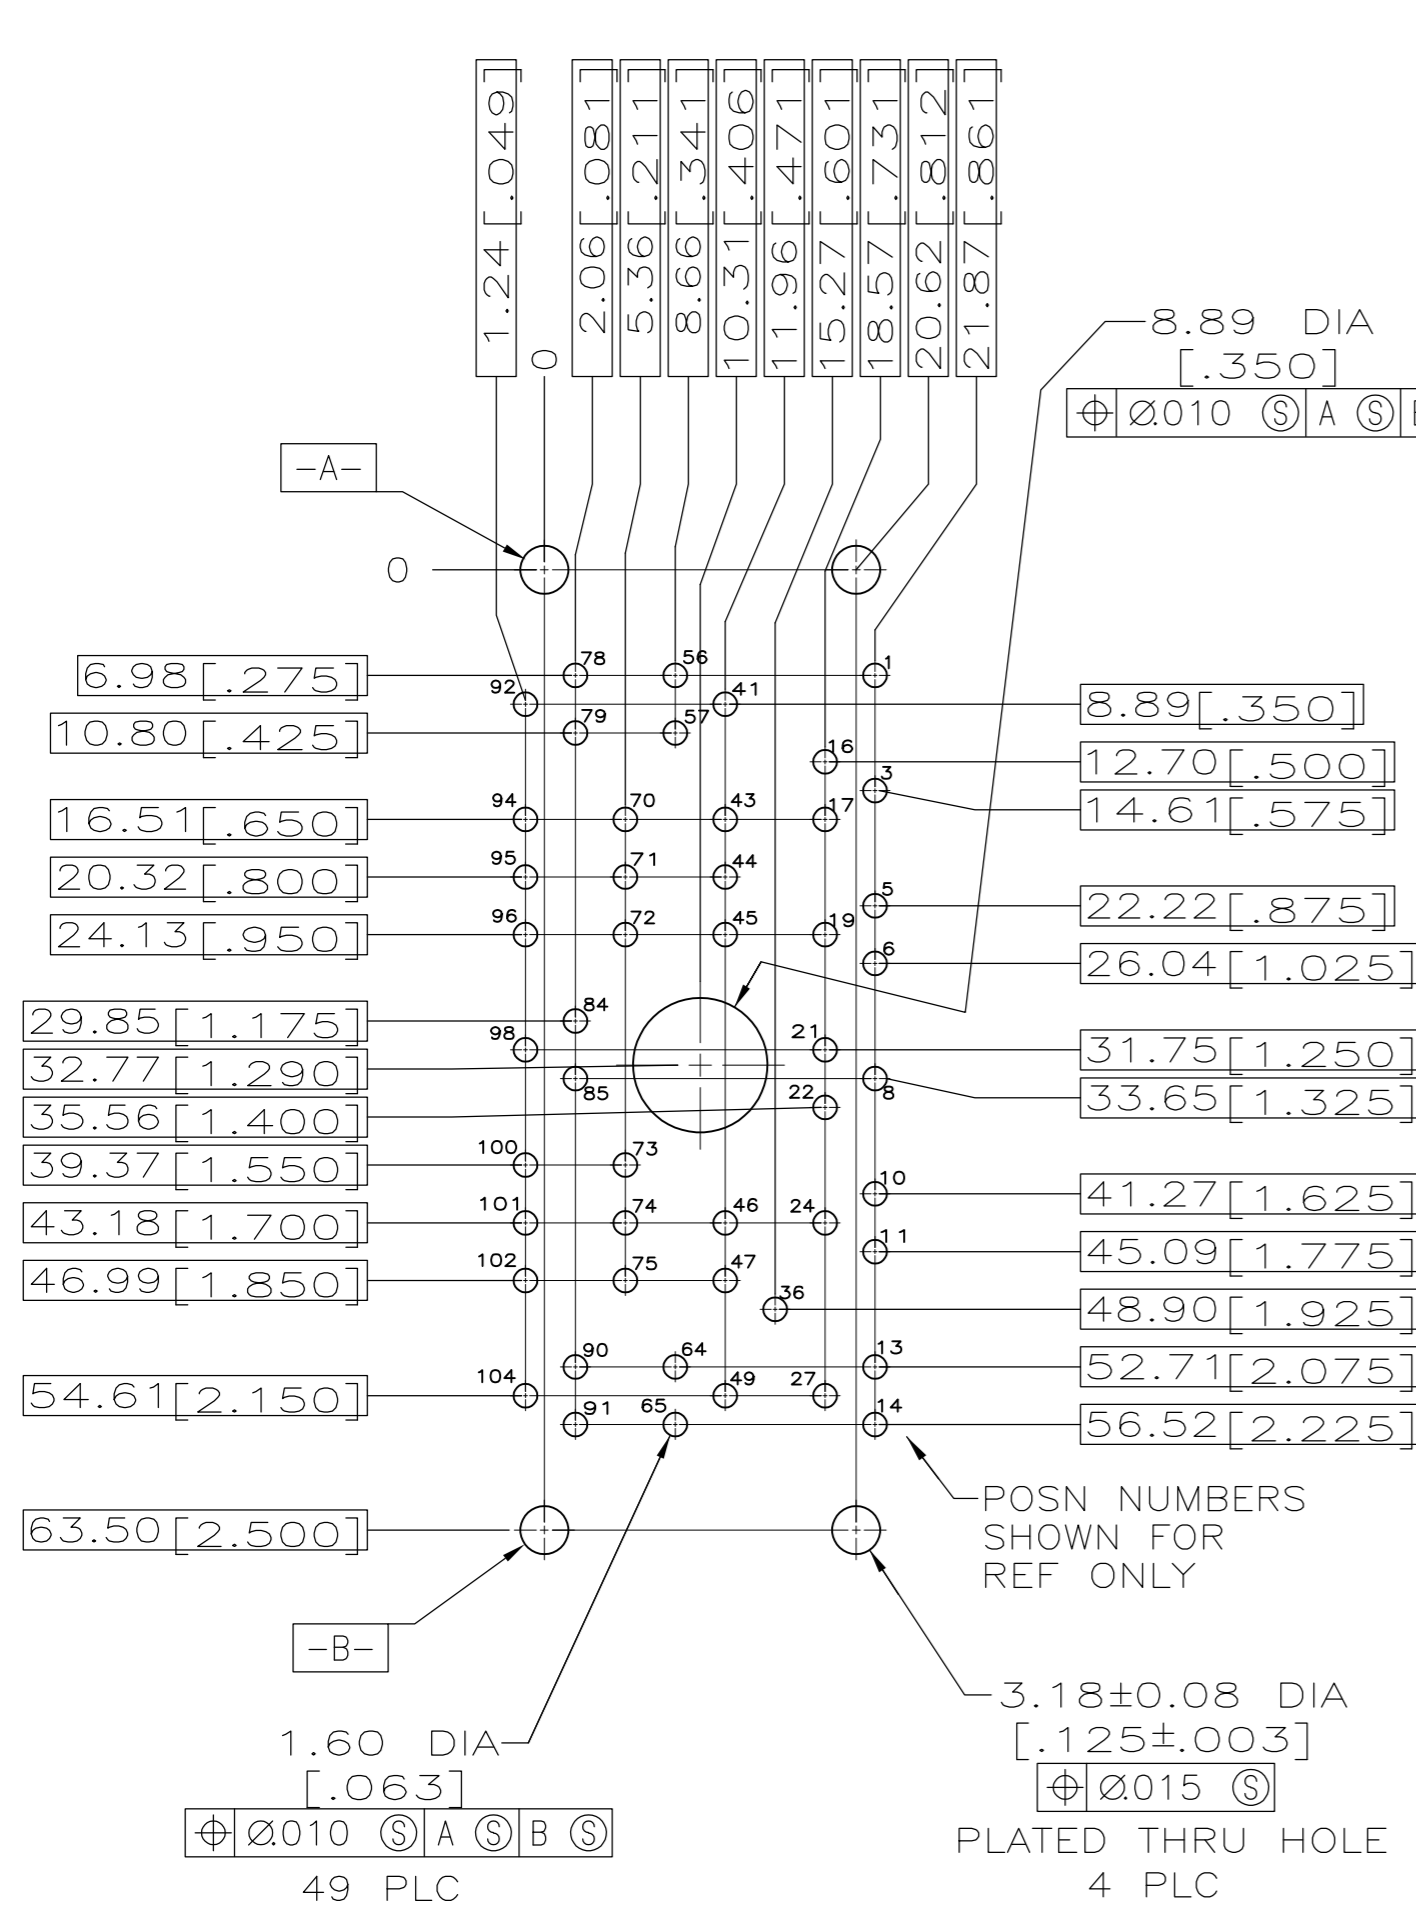 1.24 [.049]
2.06 [.081]
5.36 [.211]
8.66 [.341]
10.31 [.406]
11.96 [.471]
15.27 [.601]
18.57 [.731]
20.62 [.812]
21.87 [.861]
0
8.89 DIA
[.350]
⌖ Ø.010 Ⓢ A Ⓢ
-A-
0
6.98 [.275]
10.80 [.425]
16.51 [.650]
20.32 [.800]
24.13 [.950]
29.85 [1.175]
32.77 [1.290]
35.56 [1.400]
39.37 [1.550]
43.18 [1.700]
46.99 [1.850]
54.61 [2.150]
63.50 [2.500]
78 56 1
92 41
79 57
16
3
94 70 43 17
95 71 44
5
96 72 45 19
6
84
98 21
85 8
22
100 73
10
101 74 46 24
11
102 75 47
36
90 64 13
104 49 27
91 65 14
8.89 [.350]
12.70 [.500]
14.61 [.575]
22.22 [.875]
26.04 [1.025]
31.75 [1.250]
33.65 [1.325]
41.27 [1.625]
45.09 [1.775]
48.90 [1.925]
52.71 [2.075]
56.52 [2.225]
POSN NUMBERS
SHOWN FOR
REF ONLY
-B-
1.60 DIA
[.063]
⌖ Ø.010 Ⓢ A Ⓢ B Ⓢ
49 PLC
3.18±0.08 DIA
[.125±.003]
⌖ Ø.015 Ⓢ
PLATED THRU HOLE
4 PLC